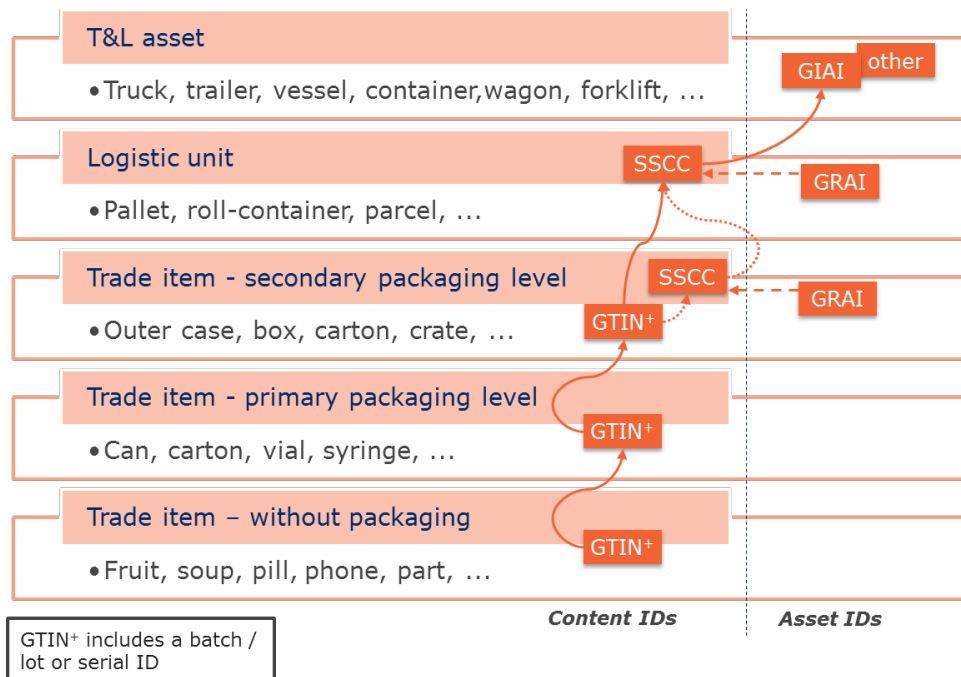 T&L asset
•Truck, trailer, vessel, container,wagon, forklift, …
GIAI
other
Logistic unit
•Pallet, roll-container, parcel, …
SSCC
GRAI
Trade item - secondary packaging level
•Outer case, box, carton, crate, …
SSCC
GTIN⁺
GRAI
Trade item - primary packaging level
•Can, carton, vial, syringe, …
GTIN⁺
Trade item – without packaging
•Fruit, soup, pill, phone, part, …
GTIN⁺
Content IDs
Asset IDs
GTIN⁺ includes a batch /
lot or serial ID